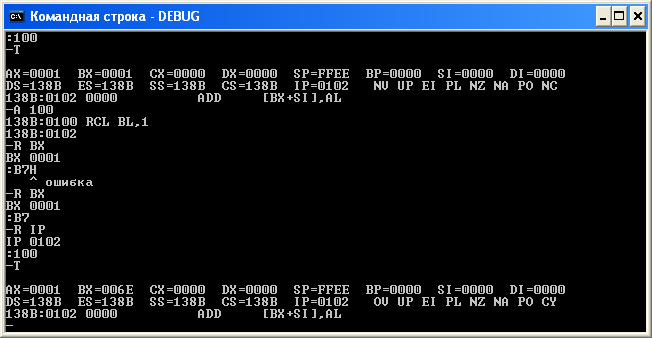 Командная строка - DEBUG
:100
-T
AX=0001 BX=0001 CX=0000 DX=0000 SP=FFEE BP=0000 SI=0000 DI=0000
DS=138B ES=138B SS=138B CS=138B IP=0102 NV UP EI PL NZ NA PO NC
138B:0102 0000 ADD [BX+SI],AL
-A 100
138B:0100 RCL BL,1
138B:0102
-R BX
BX 0001
:B7H
^ ошибка
-R BX
BX 0001
:B7
-R IP
IP 0102
:100
-T
AX=0001 BX=006E CX=0000 DX=0000 SP=FFEE BP=0000 SI=0000 DI=0000
DS=138B ES=138B SS=138B CS=138B IP=0102 OV UP EI PL NZ NA PO CY
138B:0102 0000 ADD [BX+SI],AL
-